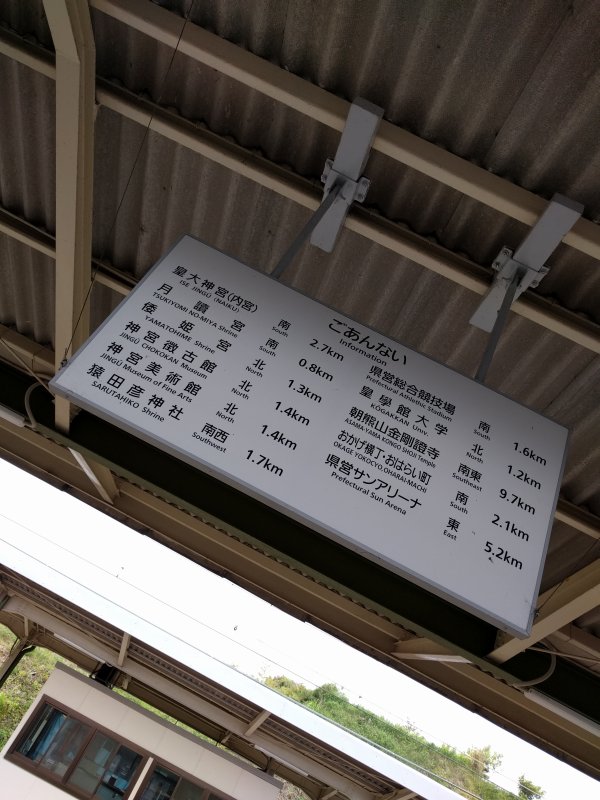 ごあんない
Information
皇大神宮(内宮) 南 2.7km
ISE JINGŪ (NAIKŪ) South
月讀宮 南 0.8km
TSUKIYOMI NO-MIYA Shrine South
倭姫宮 北 1.3km
YAMATOHIME Shrine North
神宮徴古館 北 1.4km
JINGŪ CHOKOKAN Museum North
神宮美術館 北 1.4km
JINGŪ Museum of Fine Arts North
猿田彦神社 南西 1.7km
SARUTAHIKO Shrine Southwest
県営総合競技場 南 1.6km
Prefectural Athletic Stadium South
皇學館大学 北 1.2km
KOGAKKAN Univ. North
朝熊山金剛證寺 南東 9.7km
ASAMA-YAMA KONGO SHOJI Temple Southeast
おかげ横丁・おはらい町 南 2.1km
OKAGE YOKOCYO,OHARAI-MACHI South
県営サンアリーナ 東 5.2km
Prefectural Sun Arena East